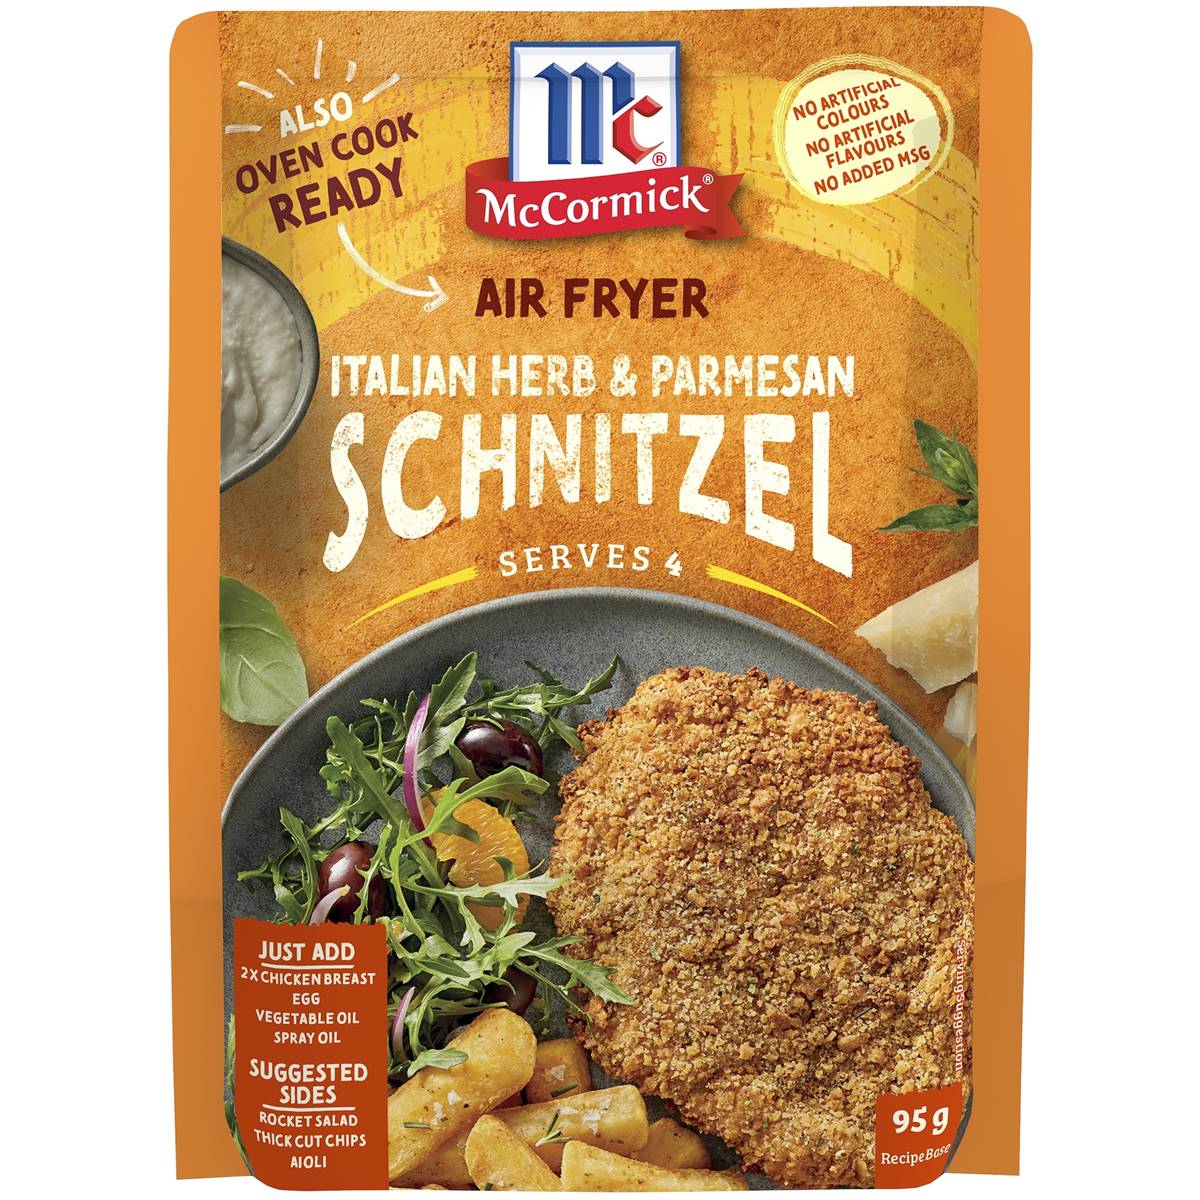 ALSO
OVEN COOK
READY
mc®
McCormick®
NO ARTIFICIAL
COLOURS
NO ARTIFICIAL
FLAVOURS
NO ADDED MSG
AIR FRYER
ITALIAN HERB & PARMESAN
SCHNITZEL
SERVES 4
JUST ADD
2X CHICKEN BREAST
EGG
VEGETABLE OIL
SPRAY OIL
SUGGESTED
SIDES
ROCKET SALAD
THICK CUT CHIPS
AIOLI
Serving Suggestion.
95g
Recipe Base